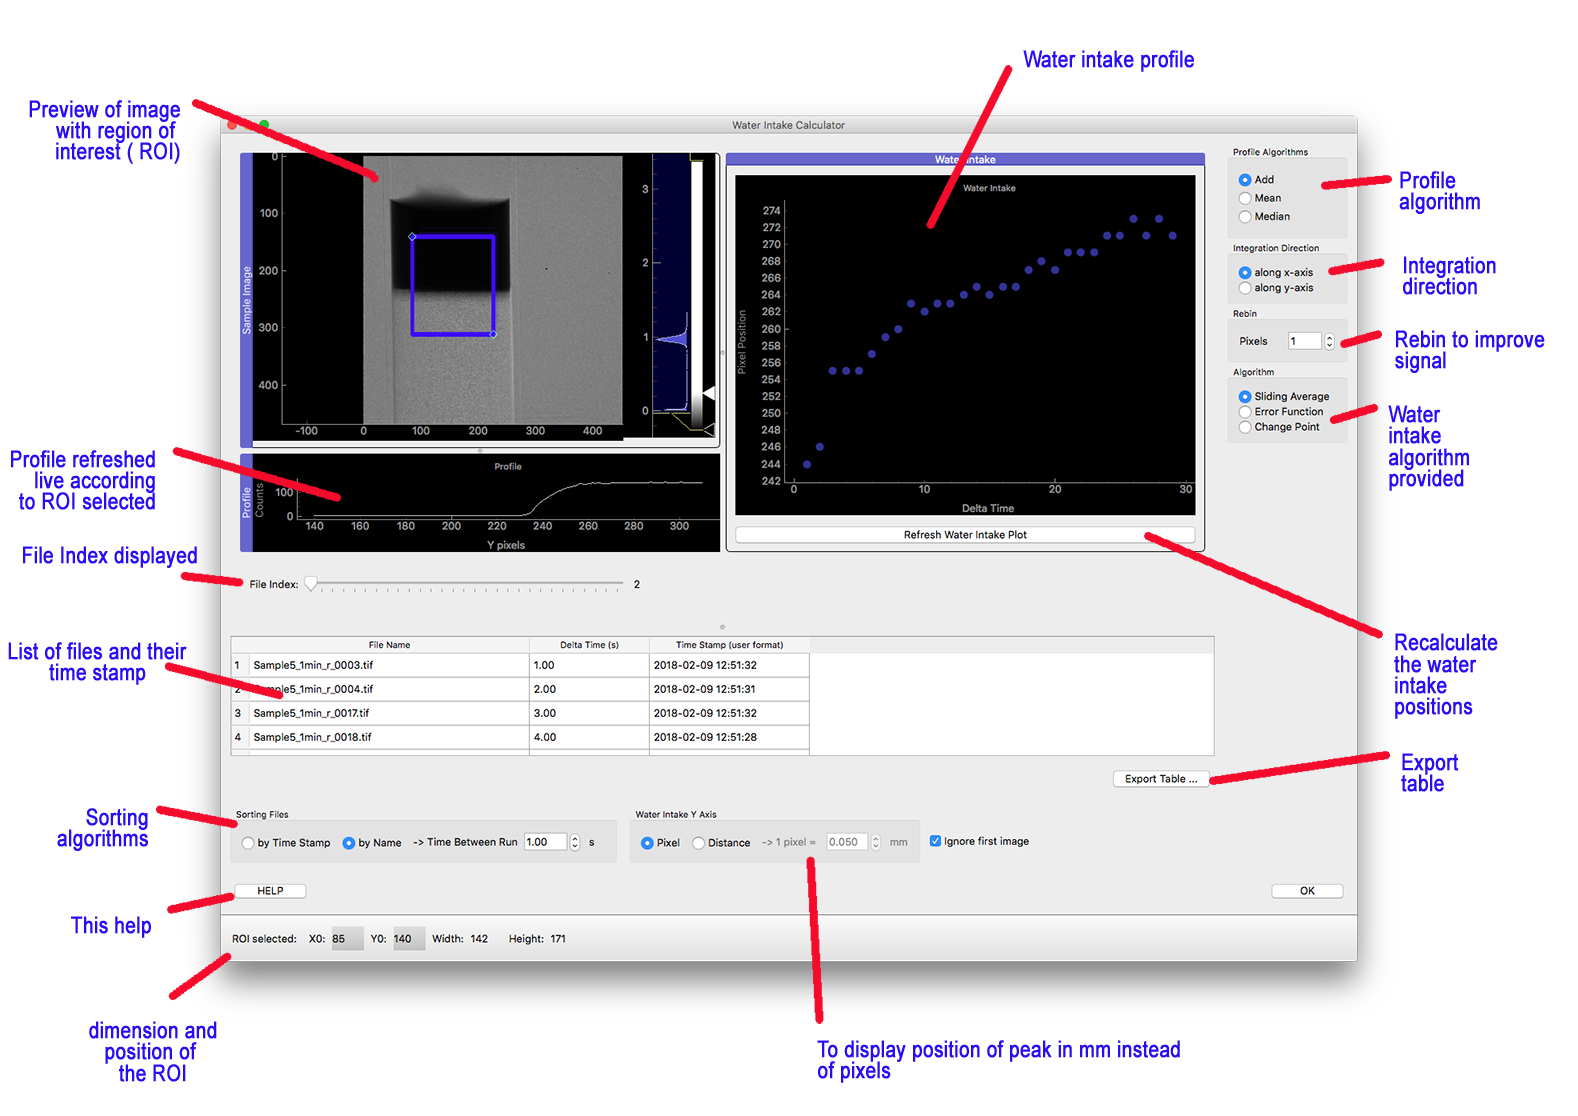 Water intake profile
Preview of image
with region of
interest ( ROI)
Water Intake Calculator
Sample Image
0
100
200
300
400
-100
0
100
200
300
400
3
2
1
0
Water Intake
Water Intake
Pixel Position
274
272
270
268
266
264
262
260
258
256
254
252
250
248
246
244
242
0
10
20
30
Delta Time
Refresh Water Intake Plot
Profile Algorithms
Add
Mean
Median
Profile
algorithm
Integration Direction
along x-axis
along y-axis
Integration
direction
Rebin
Pixels 1
Rebin to improve
signal
Algorithm
Sliding Average
Error Function
Change Point
Water
intake
algorithm
provided
Profile refreshed
live according
to ROI selected
Profile
Profile
Counts
100
0
140 160 180 200 220 240 260 280 300
Y pixels
File Index displayed
File Index: 2
List of files and their
time stamp
File Name Delta Time (s) Time Stamp (user format)
1 Sample5_1min_r_0003.tif 1.00 2018-02-09 12:51:32
2 Sample5_1min_r_0004.tif 2.00 2018-02-09 12:51:31
3 Sample5_1min_r_0017.tif 3.00 2018-02-09 12:51:32
4 Sample5_1min_r_0018.tif 4.00 2018-02-09 12:51:28
Recalculate
the water
intake
positions
Export Table ...
Export
table
Sorting
algorithms
Sorting Files
by Time Stamp by Name -> Time Between Run 1.00 s
Water Intake Y Axis
Pixel Distance -> 1 pixel = 0.050 mm
Ignore first image
HELP
OK
This help
ROI selected: X0: 85 Y0: 140 Width: 142 Height: 171
dimension and
position of
the ROI
To display position of peak in mm instead
of pixels